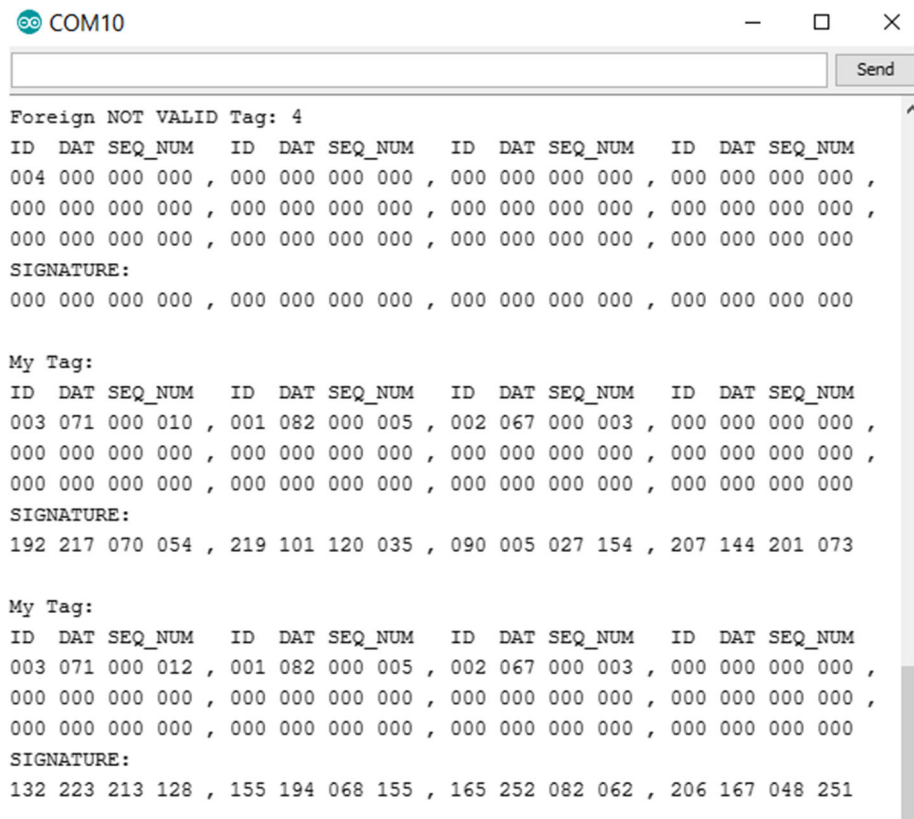 COM10
Send
Foreign NOT VALID Tag: 4
ID DAT SEQ_NUM ID DAT SEQ_NUM ID DAT SEQ_NUM ID DAT SEQ_NUM
004 000 000 000 , 000 000 000 000 , 000 000 000 000 , 000 000 000 000 ,
000 000 000 000 , 000 000 000 000 , 000 000 000 000 , 000 000 000 000 ,
000 000 000 000 , 000 000 000 000 , 000 000 000 000 , 000 000 000 000
SIGNATURE:
000 000 000 000 , 000 000 000 000 , 000 000 000 000 , 000 000 000 000
My Tag:
ID DAT SEQ_NUM ID DAT SEQ_NUM ID DAT SEQ_NUM ID DAT SEQ_NUM
003 071 000 010 , 001 082 000 005 , 002 067 000 003 , 000 000 000 000 ,
000 000 000 000 , 000 000 000 000 , 000 000 000 000 , 000 000 000 000 ,
000 000 000 000 , 000 000 000 000 , 000 000 000 000 , 000 000 000 000
SIGNATURE:
192 217 070 054 , 219 101 120 035 , 090 005 027 154 , 207 144 201 073
My Tag:
ID DAT SEQ_NUM ID DAT SEQ_NUM ID DAT SEQ_NUM ID DAT SEQ_NUM
003 071 000 012 , 001 082 000 005 , 002 067 000 003 , 000 000 000 000 ,
000 000 000 000 , 000 000 000 000 , 000 000 000 000 , 000 000 000 000 ,
000 000 000 000 , 000 000 000 000 , 000 000 000 000 , 000 000 000 000
SIGNATURE:
132 223 213 128 , 155 194 068 155 , 165 252 082 062 , 206 167 048 251